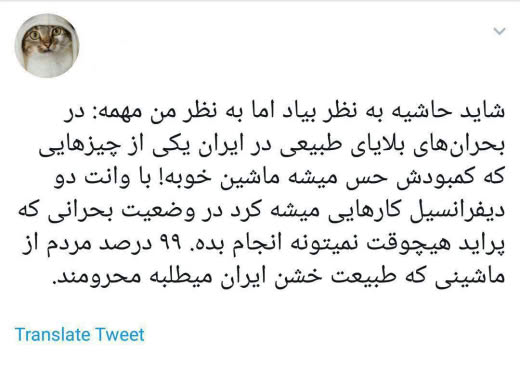 شاید حاشیه به نظر بیاد اما به نظر من مهمه: در
بحران‌های بلایای طبیعی در ایران یکی از چیزهایی
که کمبودش حس میشه ماشین خوبه! با وانت دو
دیفرانسیل کارهایی میشه کرد در وضعیت بحرانی که
پراید هیچوقت نمیتونه انجام بده. ۹۹ درصد مردم از
ماشینی که طبیعت خشن ایران میطلبه محرومند.
Translate Tweet